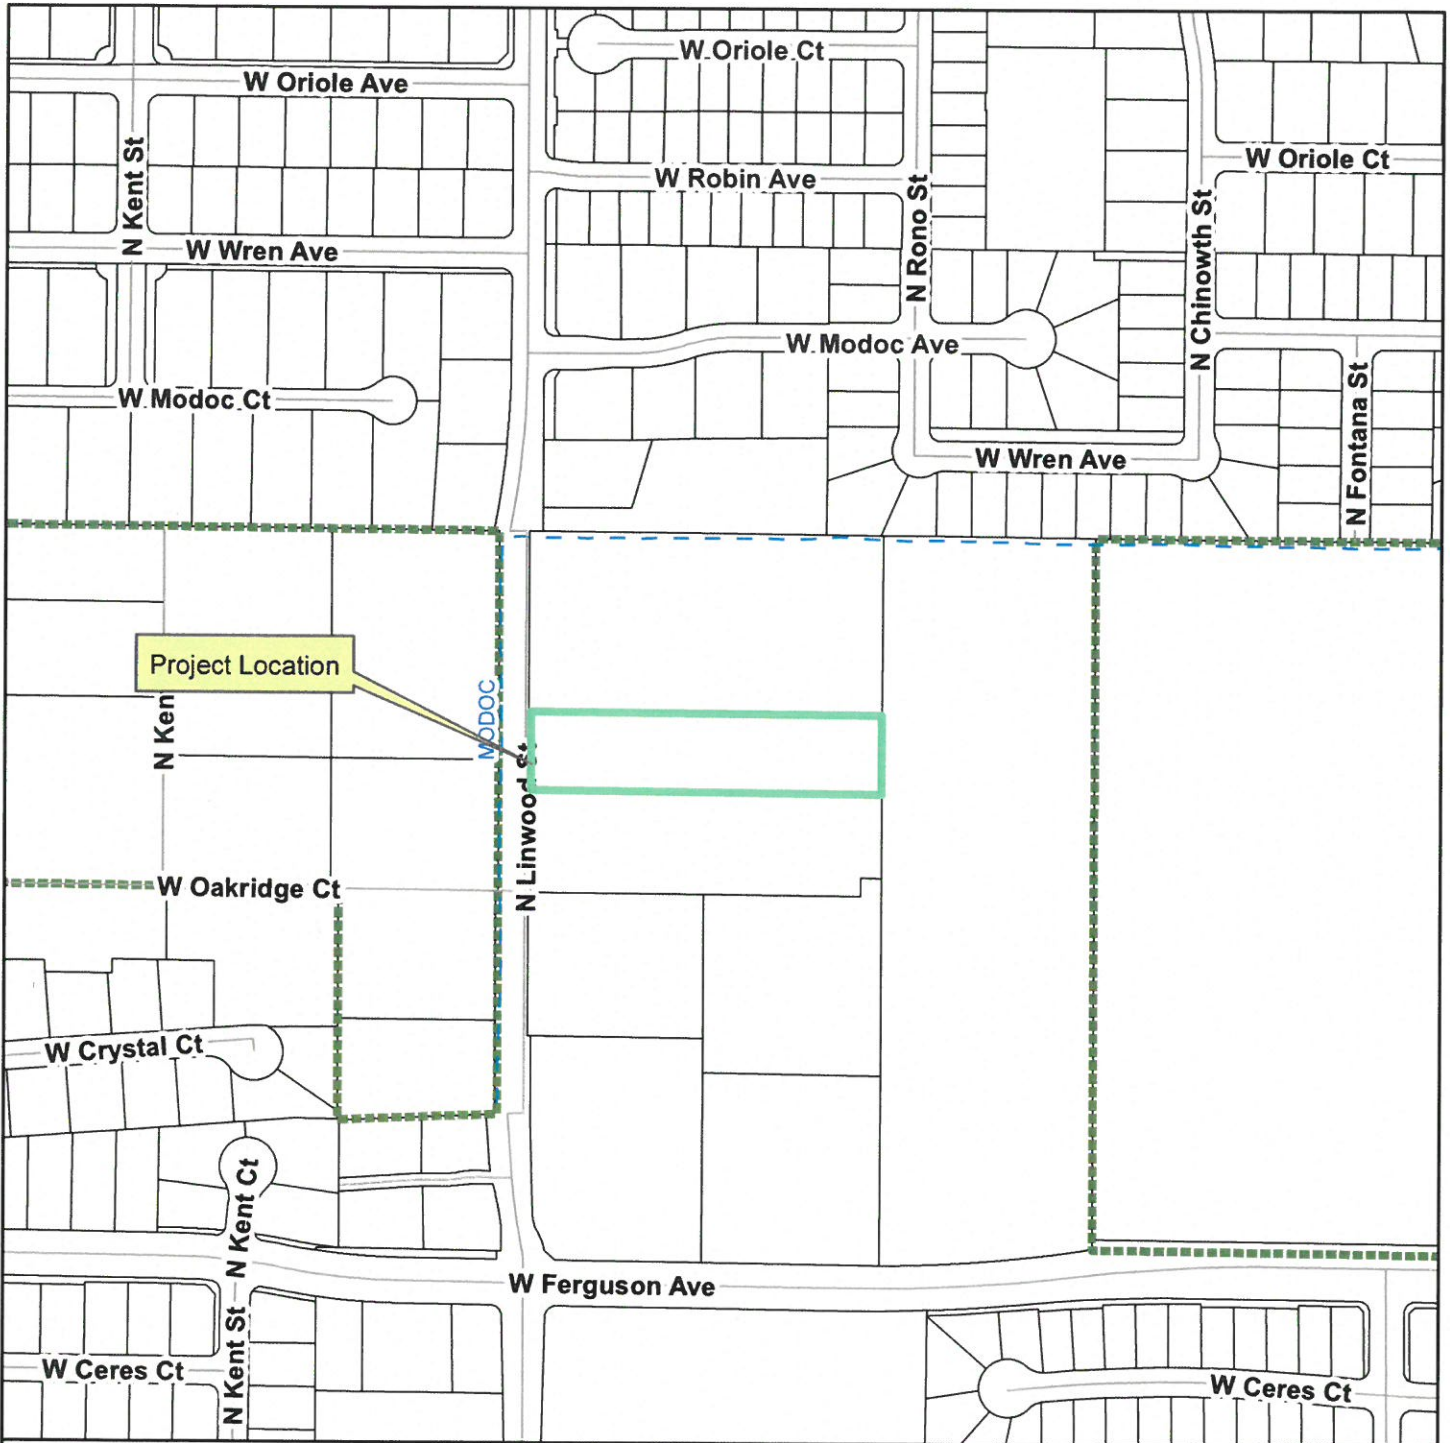 W Oriole Ct
W Oriole Ave
N Kent St
W Oriole Ct
W Robin Ave
N Rono St
N Chinowth St
W Wren Ave
W Modoc Ave
W Modoc Ct
N Fontana St
W Wren Ave
Project Location
MODOC
N Ken
N Linwood St
W Oakridge Ct
W Crystal Ct
N Kent Ct
W Ferguson Ave
N Kent St
W Ceres Ct
W Ceres Ct